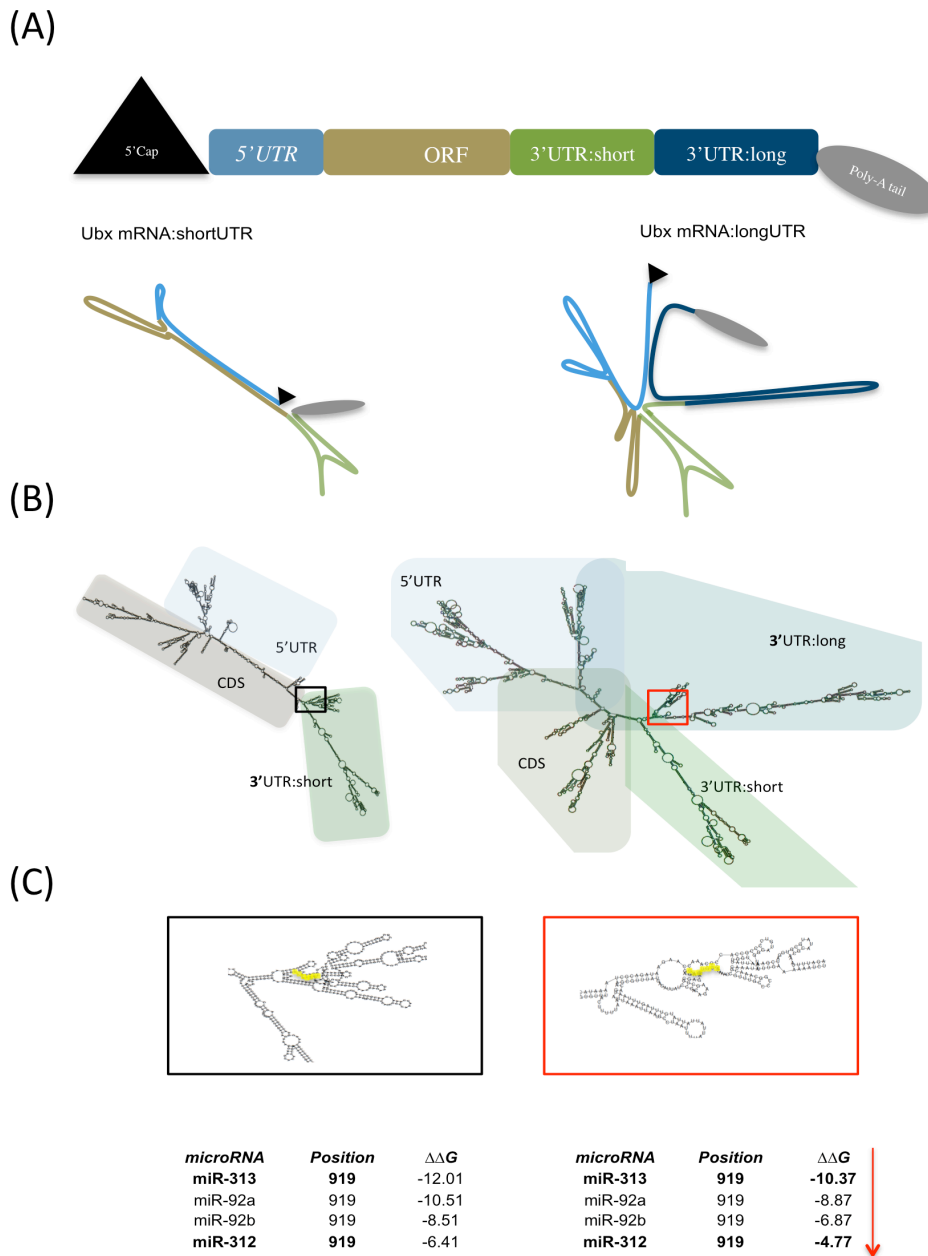 (A)
5'Cap
5'UTR
ORF
3'UTR:short
3'UTR:long
Poly-A tail
Ubx mRNA:shortUTR
Ubx mRNA:longUTR
(B)
5'UTR
CDS
3'UTR:short
5'UTR
3'UTR:long
CDS
3'UTR:short
(C)
microRNA Position ΔΔG
miR-313 919 -12.01
miR-92a 919 -10.51
miR-92b 919 -8.51
miR-312 919 -6.41
microRNA Position ΔΔG
miR-313 919 -10.37
miR-92a 919 -8.87
miR-92b 919 -6.87
miR-312 919 -4.77